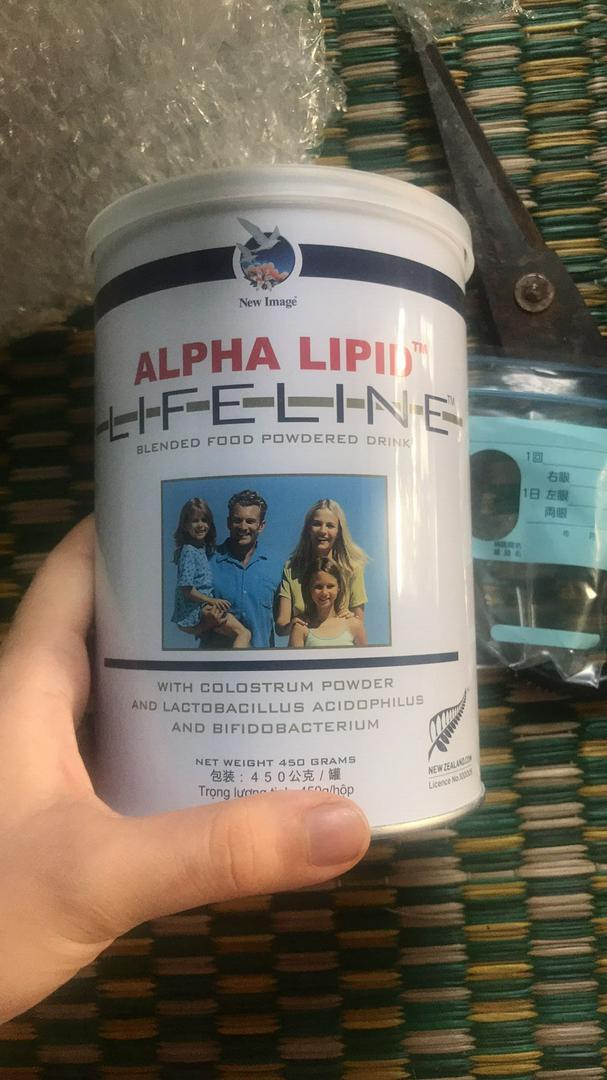 New Image
ALPHA LIPID™
LIFELINE™
BLENDED FOOD POWDERED DRINK
WITH COLOSTRUM POWDER
AND LACTOBACILLUS ACIDOPHILUS
AND BIFIDOBACTERIUM
NET WEIGHT 450 GRAMS
包装: 450公克/罐
Trọng lượng 450g/hộp
NEW ZEALAND.COM
Licence No.
1回
右眼
1日 左眼
両眼